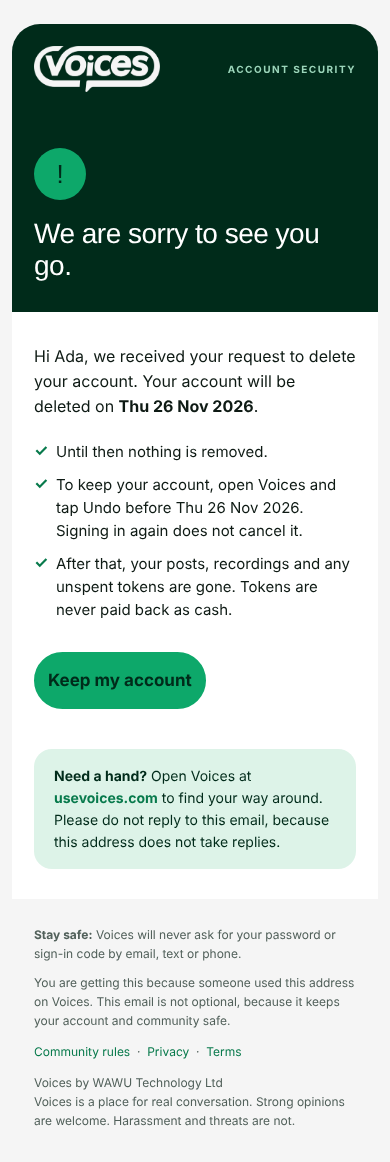 Voices
ACCOUNT SECURITY
!
We are sorry to see you
go.
Hi Ada, we received your request to delete
your account. Your account will be
deleted on Thu 26 Nov 2026.
Until then nothing is removed.
To keep your account, open Voices and
tap Undo before Thu 26 Nov 2026.
Signing in again does not cancel it.
After that, your posts, recordings and any
unspent tokens are gone. Tokens are
never paid back as cash.
Keep my account
Need a hand? Open Voices at
usevoices.com to find your way around.
Please do not reply to this email, because
this address does not take replies.
Stay safe: Voices will never ask for your password or
sign-in code by email, text or phone.
You are getting this because someone used this address
on Voices. This email is not optional, because it keeps
your account and community safe.
Community rules · Privacy · Terms
Voices by WAWU Technology Ltd
Voices is a place for real conversation. Strong opinions
are welcome. Harassment and threats are not.